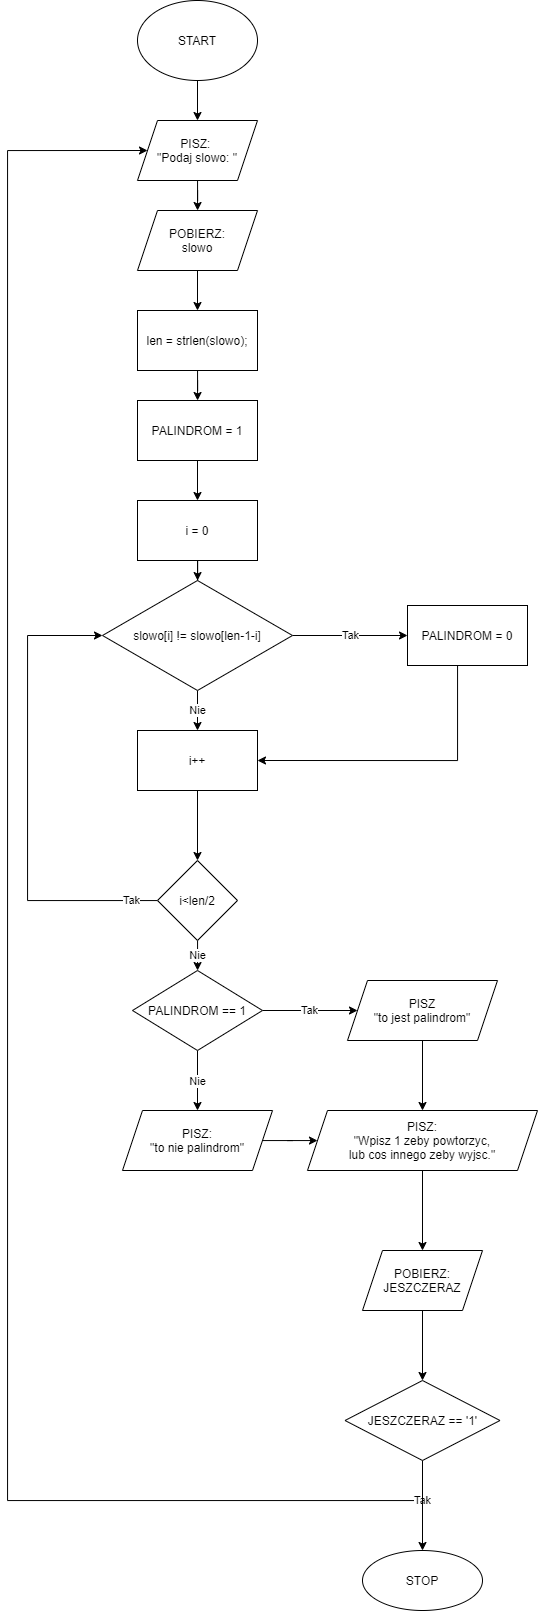 START
PISZ:
"Podaj slowo: "
POBIERZ:
slowo
len = strlen(slowo);
PALINDROM = 1
i = 0
slowo[i] != slowo[len-1-i]
Tak
PALINDROM = 0
Nie
i++
Tak
i<len/2
Nie
PALINDROM == 1
Tak
PISZ
"to jest palindrom"
Nie
PISZ:
"to nie palindrom"
PISZ:
"Wpisz 1 zeby powtorzyc,
lub cos innego zeby wyjsc."
POBIERZ:
JESZCZERAZ
JESZCZERAZ == '1'
Tak
STOP